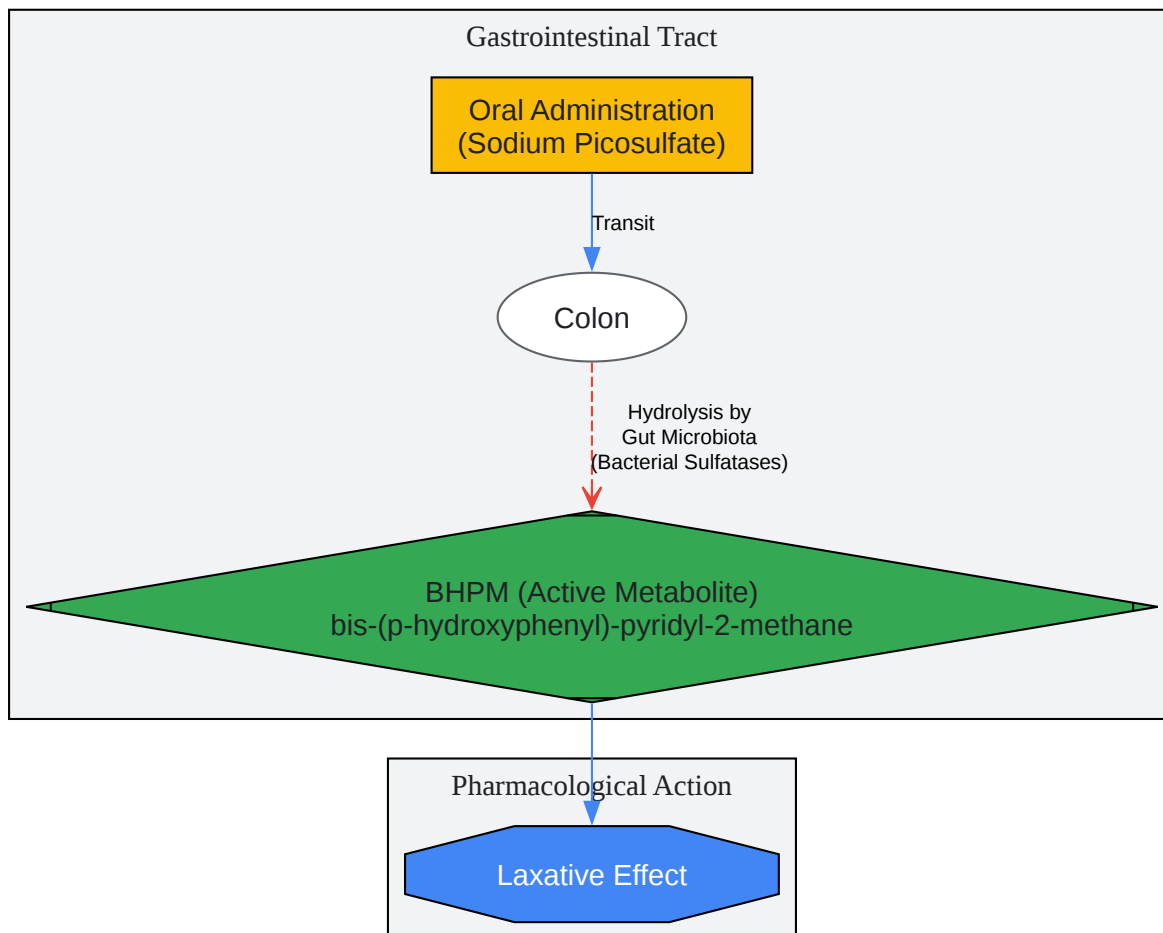 Gastrointestinal Tract
Oral Administration
(Sodium Picosulfate)
Transit
Colon
Hydrolysis by
Gut Microbiota
(Bacterial Sulfatases)
BHPM (Active Metabolite)
bis-(p-hydroxyphenyl)-pyridyl-2-methane
Pharmacological Action
Laxative Effect